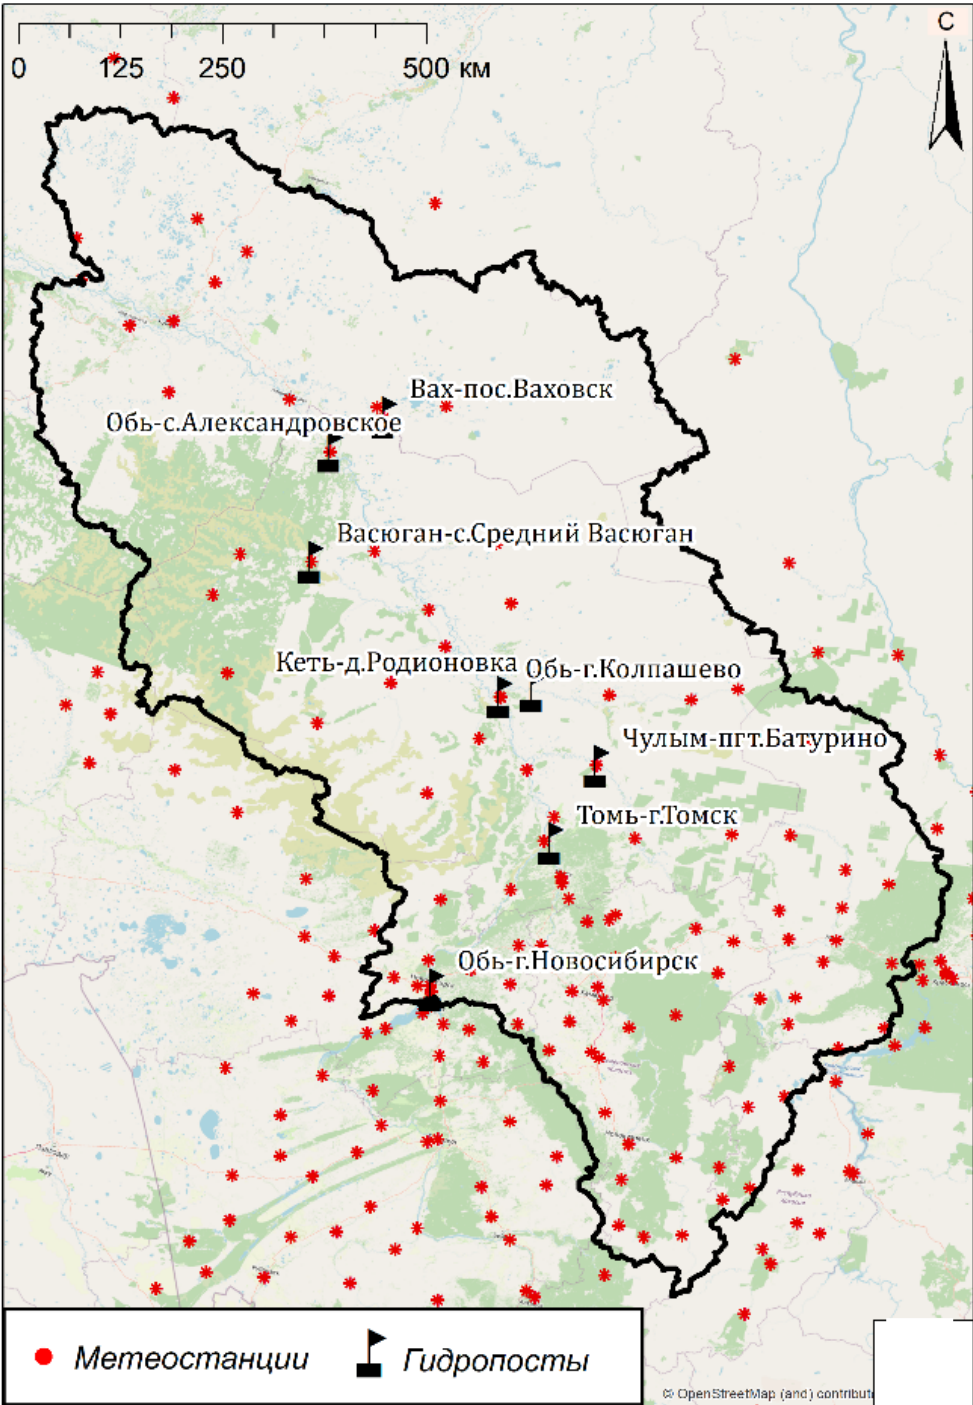 С
0 125 250 500 км
Вах-пос.Ваховск
Обь-с.Александровское
Васюган-с.Средний Васюган
Кеть-д.Родионовка
Обь-г.Колпашево
Чулым-пгт.Батурино
Томь-г.Томск
Обь-г.Новосибирск
Метеостанции
Гидропосты
© OpenStreetMap (and) contribut